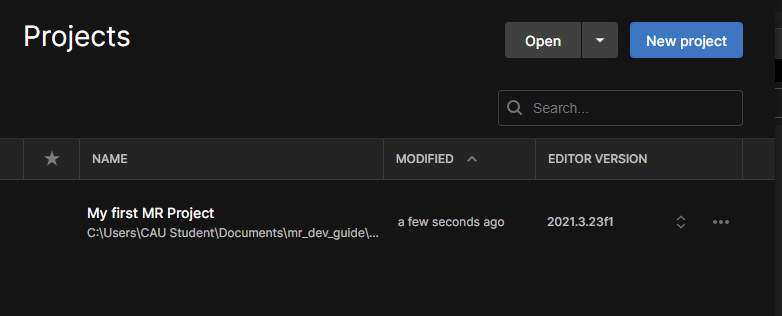 Projects
Open
New project
Search...
NAME
MODIFIED
EDITOR VERSION
My first MR Project
C:\Users\CAU Student\Documents\mr_dev_guide\...
a few seconds ago
2021.3.23f1